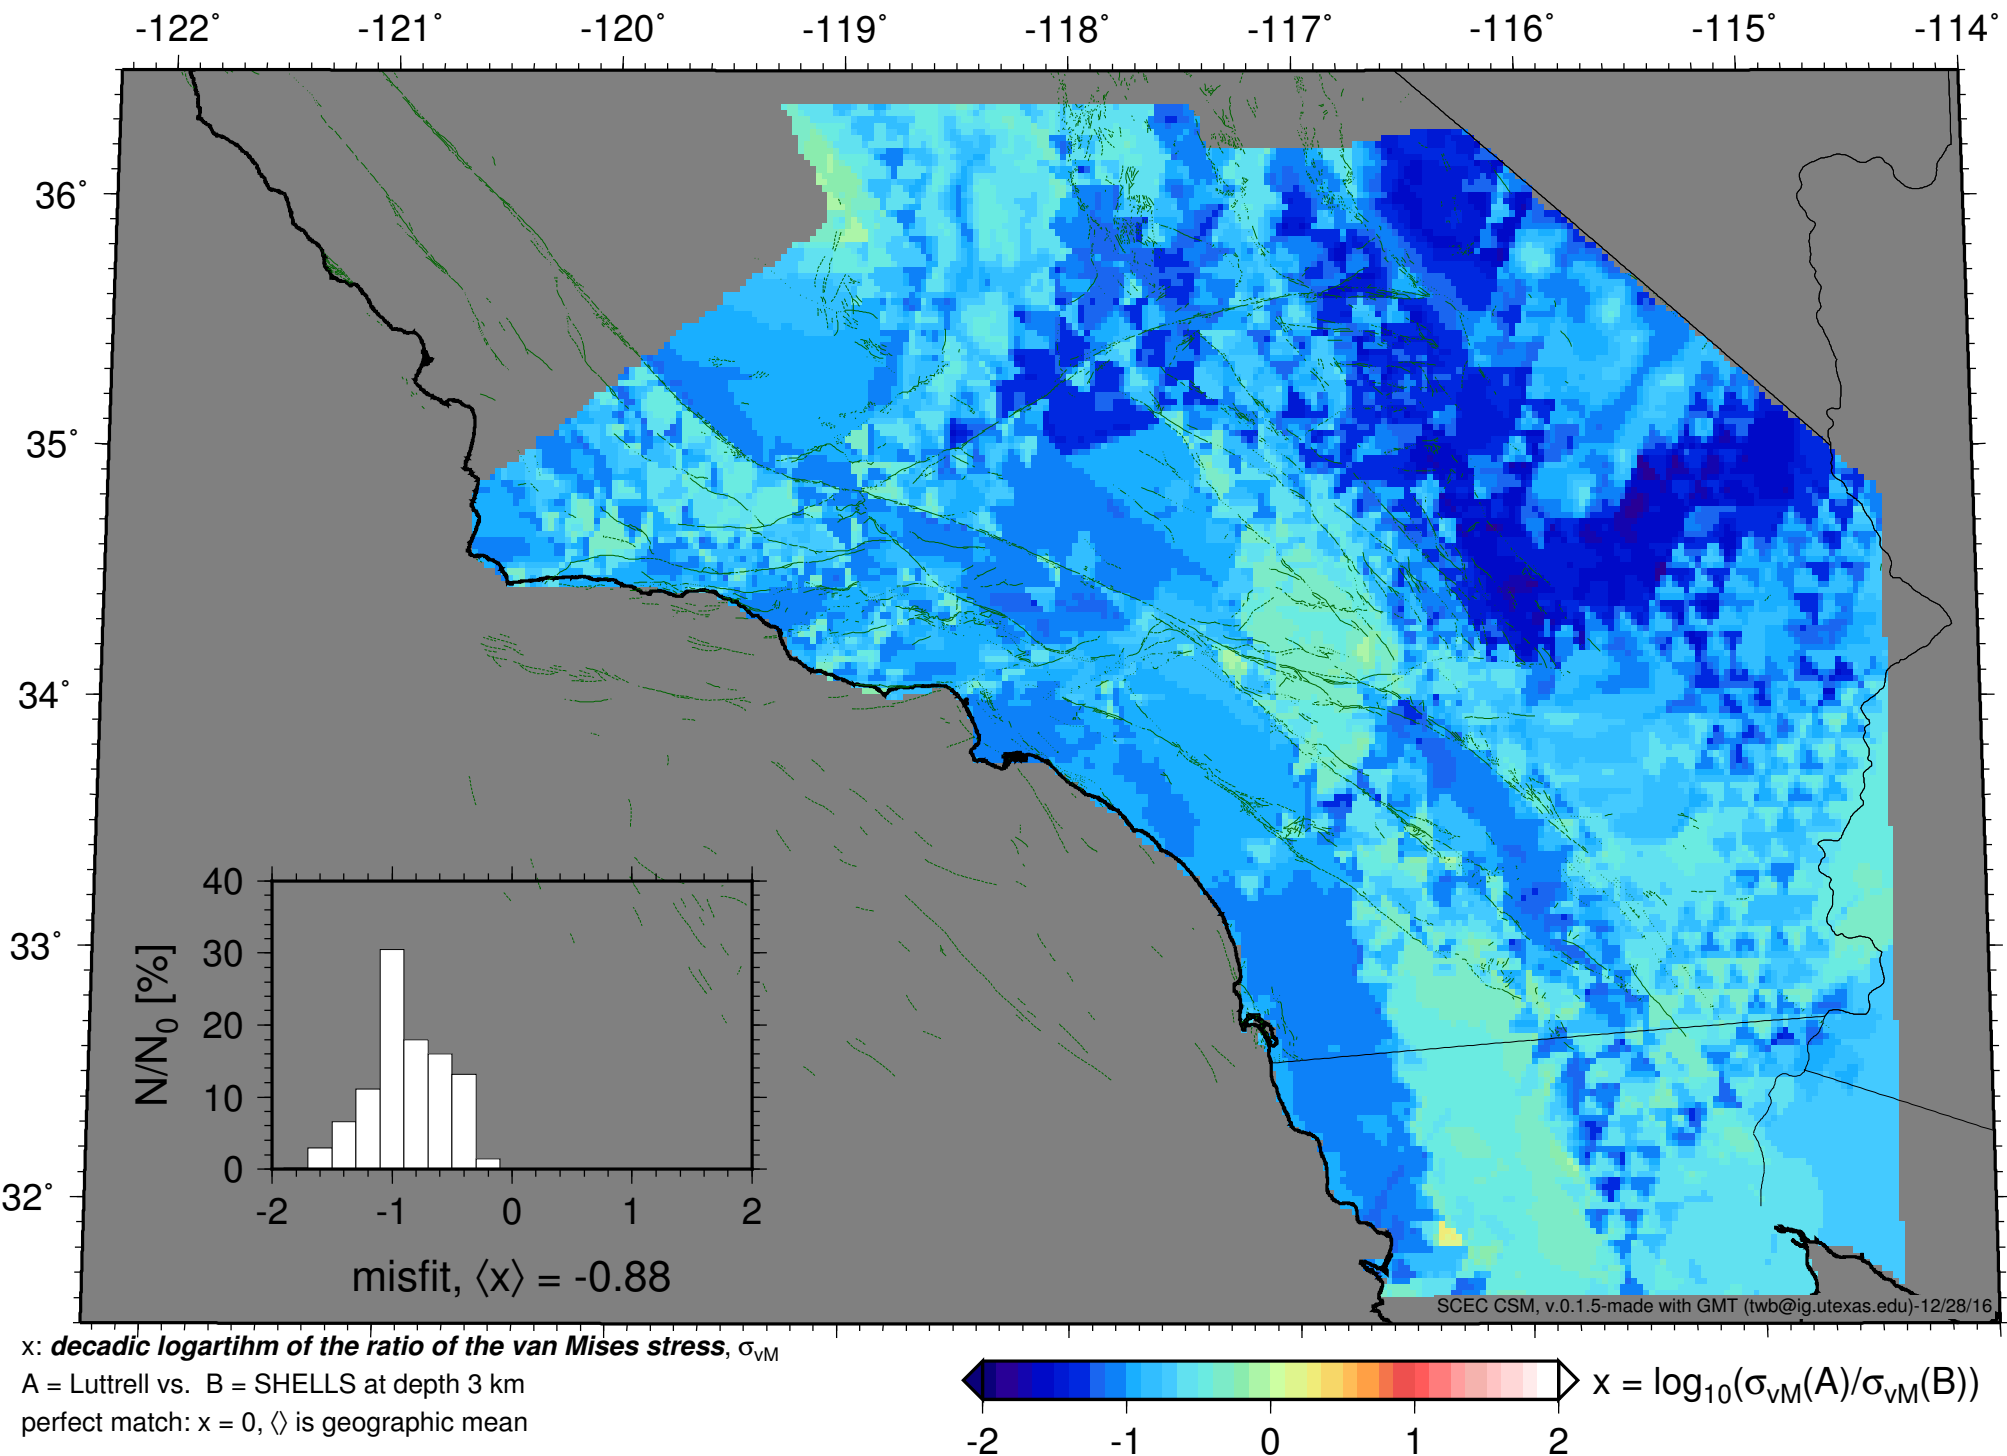 -122° -121° -120° -119° -118° -117° -116° -115° -114°
36°
35°
34°
33°
32°
40
30
20
10
0
N/N0 [%]
-2 -1 0 1 2
misfit, ⟨x⟩ = -0.88
SCEC CSM, v.0.1.5-made with GMT (twb@ig.utexas.edu)-12/28/16
x: decadic logartihm of the ratio of the van Mises stress, σvM
A = Luttrell vs. B = SHELLS at depth 3 km
perfect match: x = 0, ⟨⟩ is geographic mean
x = log10(σvM(A)/σvM(B))
-2 -1 0 1 2